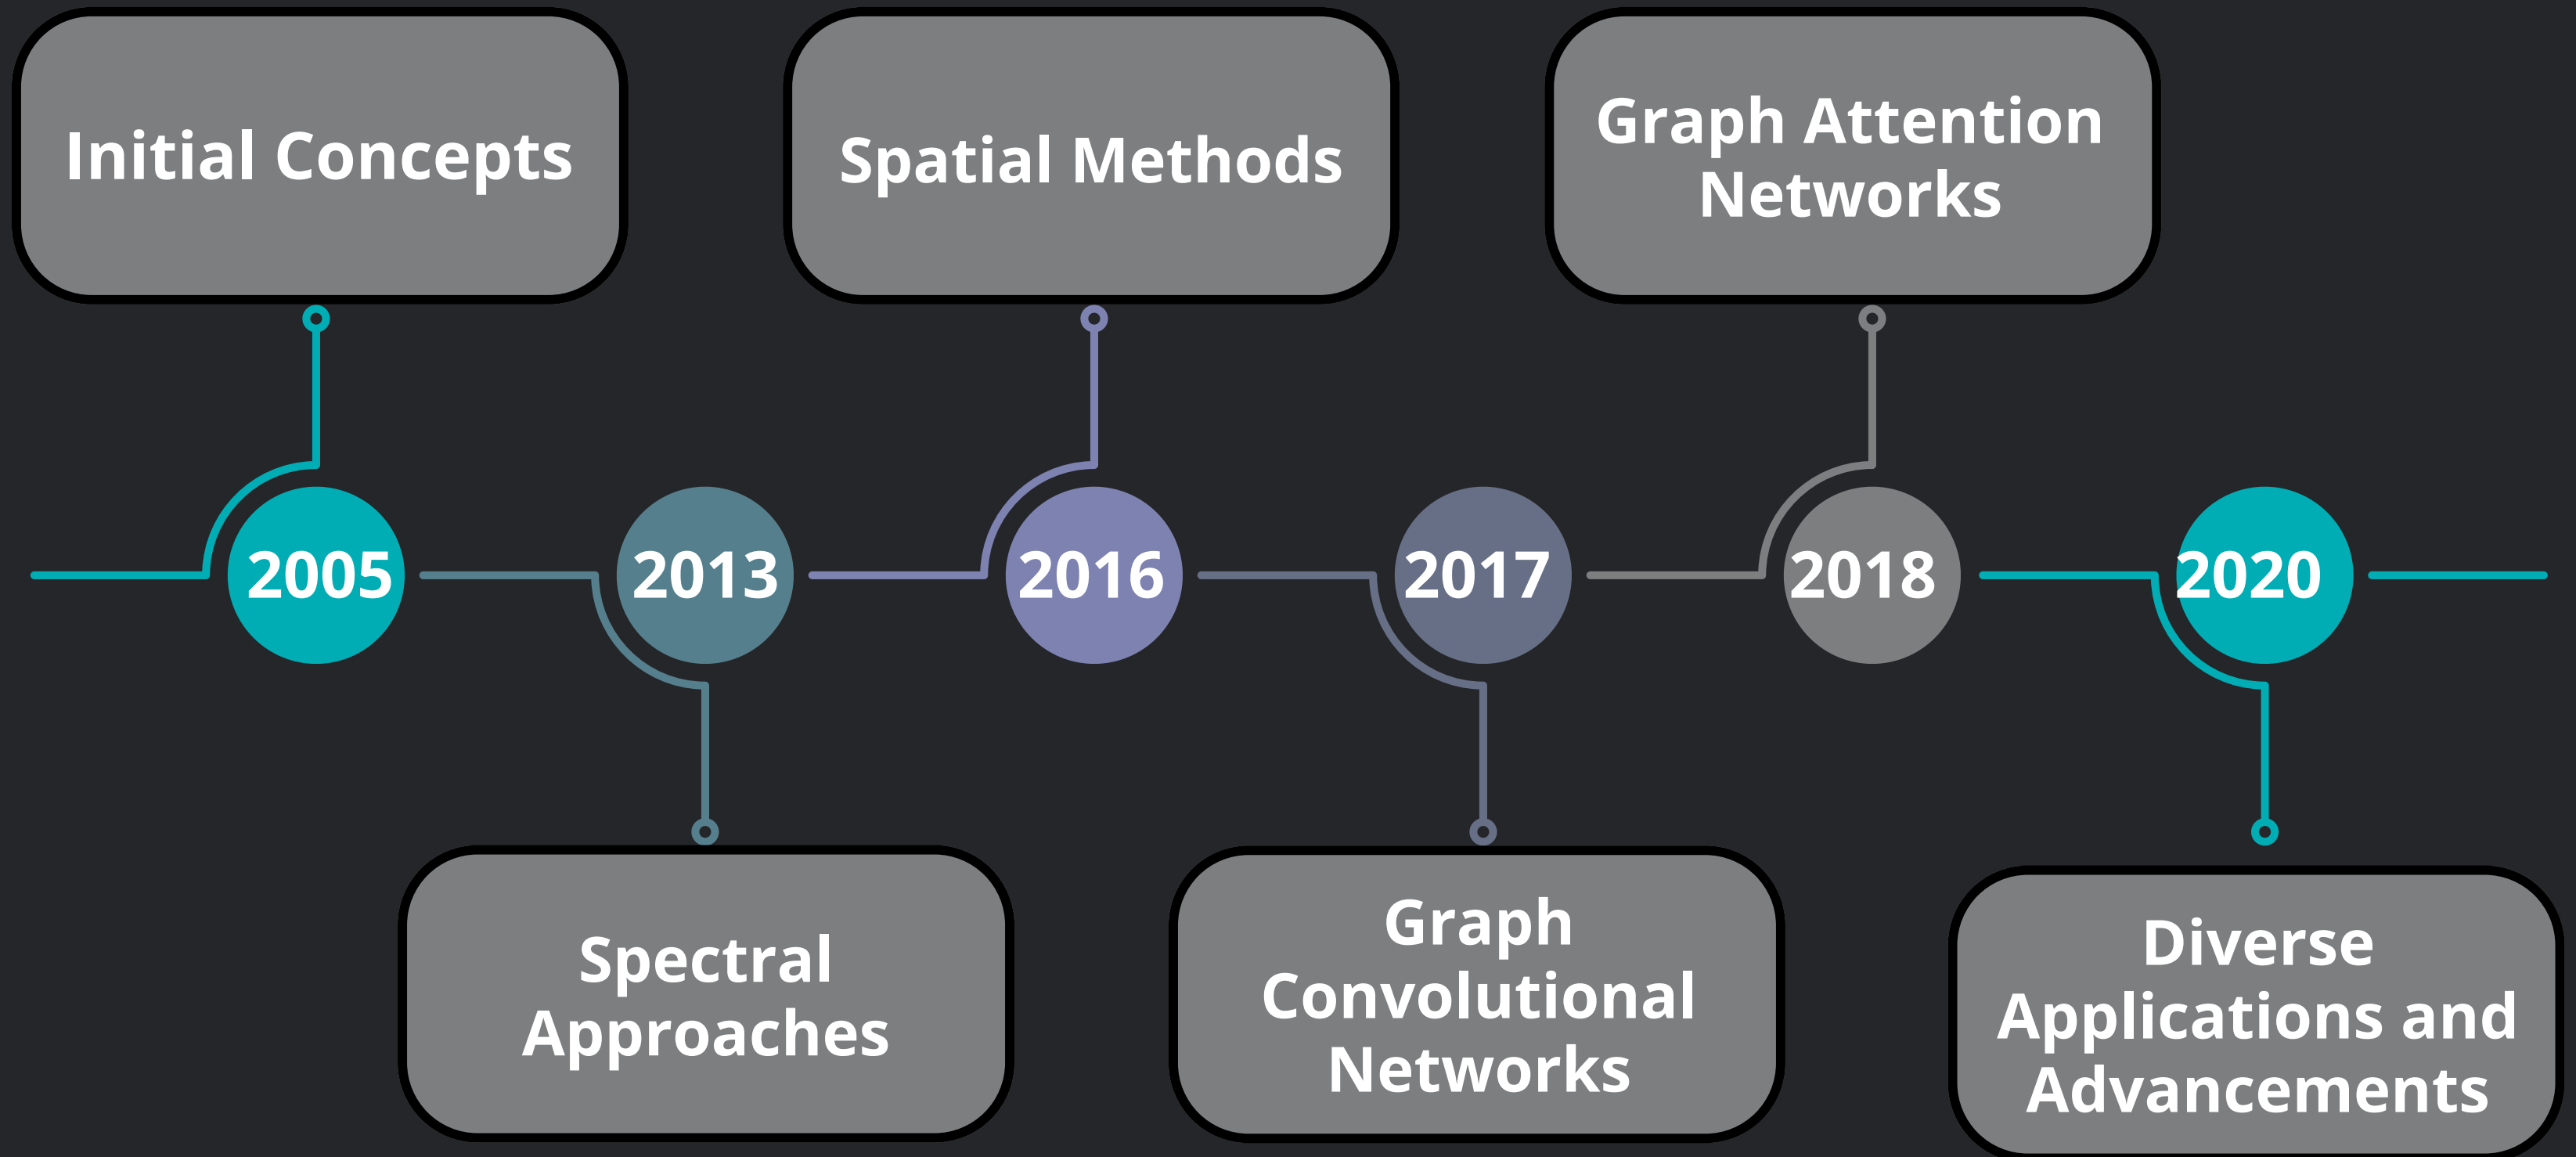 Initial Concepts
Spatial Methods
Graph Attention
Networks
2005
2013
2016
2017
2018
2020
Spectral
Approaches
Graph
Convolutional
Networks
Diverse
Applications and
Advancements